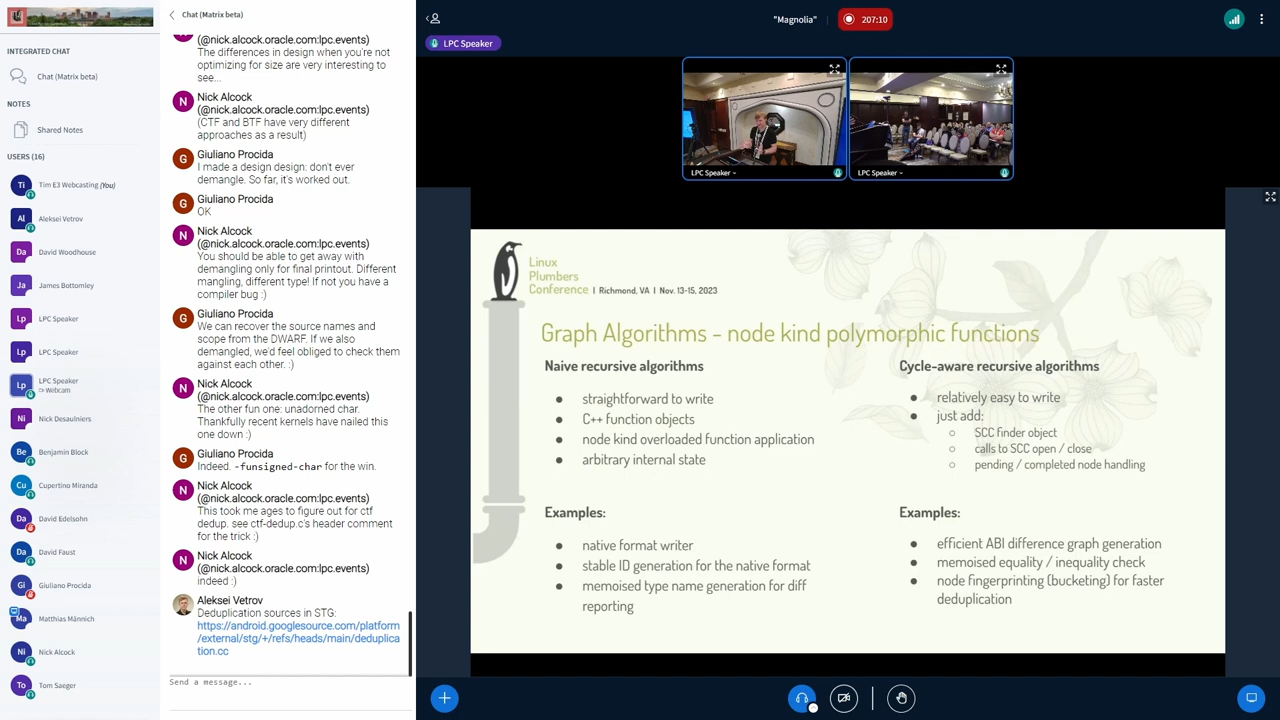 INTEGRATED CHAT
Chat (Matrix beta)
NOTES
Shared Notes
USERS (16)
Ti
Tim E3 Webcasting (You)
Al
Aleksei Vetrov
Da
David Woodhouse
Ja
James Bottomley
Lp
LPC Speaker
Lp
LPC Speaker
Lp
LPC Speaker
Webcam
Ni
Nick Desaulniers
Be
Benjamin Block
Cu
Cupertino Miranda
Da
David Edelsohn
Da
David Faust
Gi
Giuliano Procida
Ma
Matthias Männich
Ni
Nick Alcock
To
Tom Saeger
Chat (Matrix beta)
(@nick.alcock.oracle.com:lpc.events)
The differences in design when you're not
optimizing for size are very interesting to
see...
N
Nick Alcock
(@nick.alcock.oracle.com:lpc.events)
(CTF and BTF have very different
approaches as a result)
G
Giuliano Procida
I made a design design: don't ever
demangle. So far, it's worked out.
G
Giuliano Procida
OK
N
Nick Alcock
(@nick.alcock.oracle.com:lpc.events)
You should be able to get away with
demangling only for final printout. Different
mangling, different type! If not you have a
compiler bug :)
G
Giuliano Procida
We can recover the source names and
scope from the DWARF. If we also
demangled, we'd feel obliged to check them
against each other. :)
N
Nick Alcock
(@nick.alcock.oracle.com:lpc.events)
The other fun one: unadorned char.
Thankfully recent kernels have nailed this
one down :)
G
Giuliano Procida
Indeed. -funsigned-char for the win.
N
Nick Alcock
(@nick.alcock.oracle.com:lpc.events)
This took me ages to figure out for ctf
dedup. see ctf-dedup.c's header comment
for the trick :)
N
Nick Alcock
(@nick.alcock.oracle.com:lpc.events)
indeed :)
Aleksei Vetrov
Deduplication sources in STG:
https://android.googlesource.com/platform
/external/stg/+/refs/heads/main/deduplica
tion.cc
Send a message...
"Magnolia"
207:10
LPC Speaker
LPC Speaker
LPC Speaker
Linux
Plumbers
Conference | Richmond, VA | Nov. 13-15, 2023
Graph Algorithms - node kind polymorphic functions
Naive recursive algorithms
● straightforward to write
● C++ function objects
● node kind overloaded function application
● arbitrary internal state
Examples:
● native format writer
● stable ID generation for the native format
● memoised type name generation for diff
reporting
Cycle-aware recursive algorithms
● relatively easy to write
● just add:
○ SCC finder object
○ calls to SCC open / close
○ pending / completed node handling
Examples:
● efficient ABI difference graph generation
● memoised equality / inequality check
● node fingerprinting (bucketing) for faster
deduplication